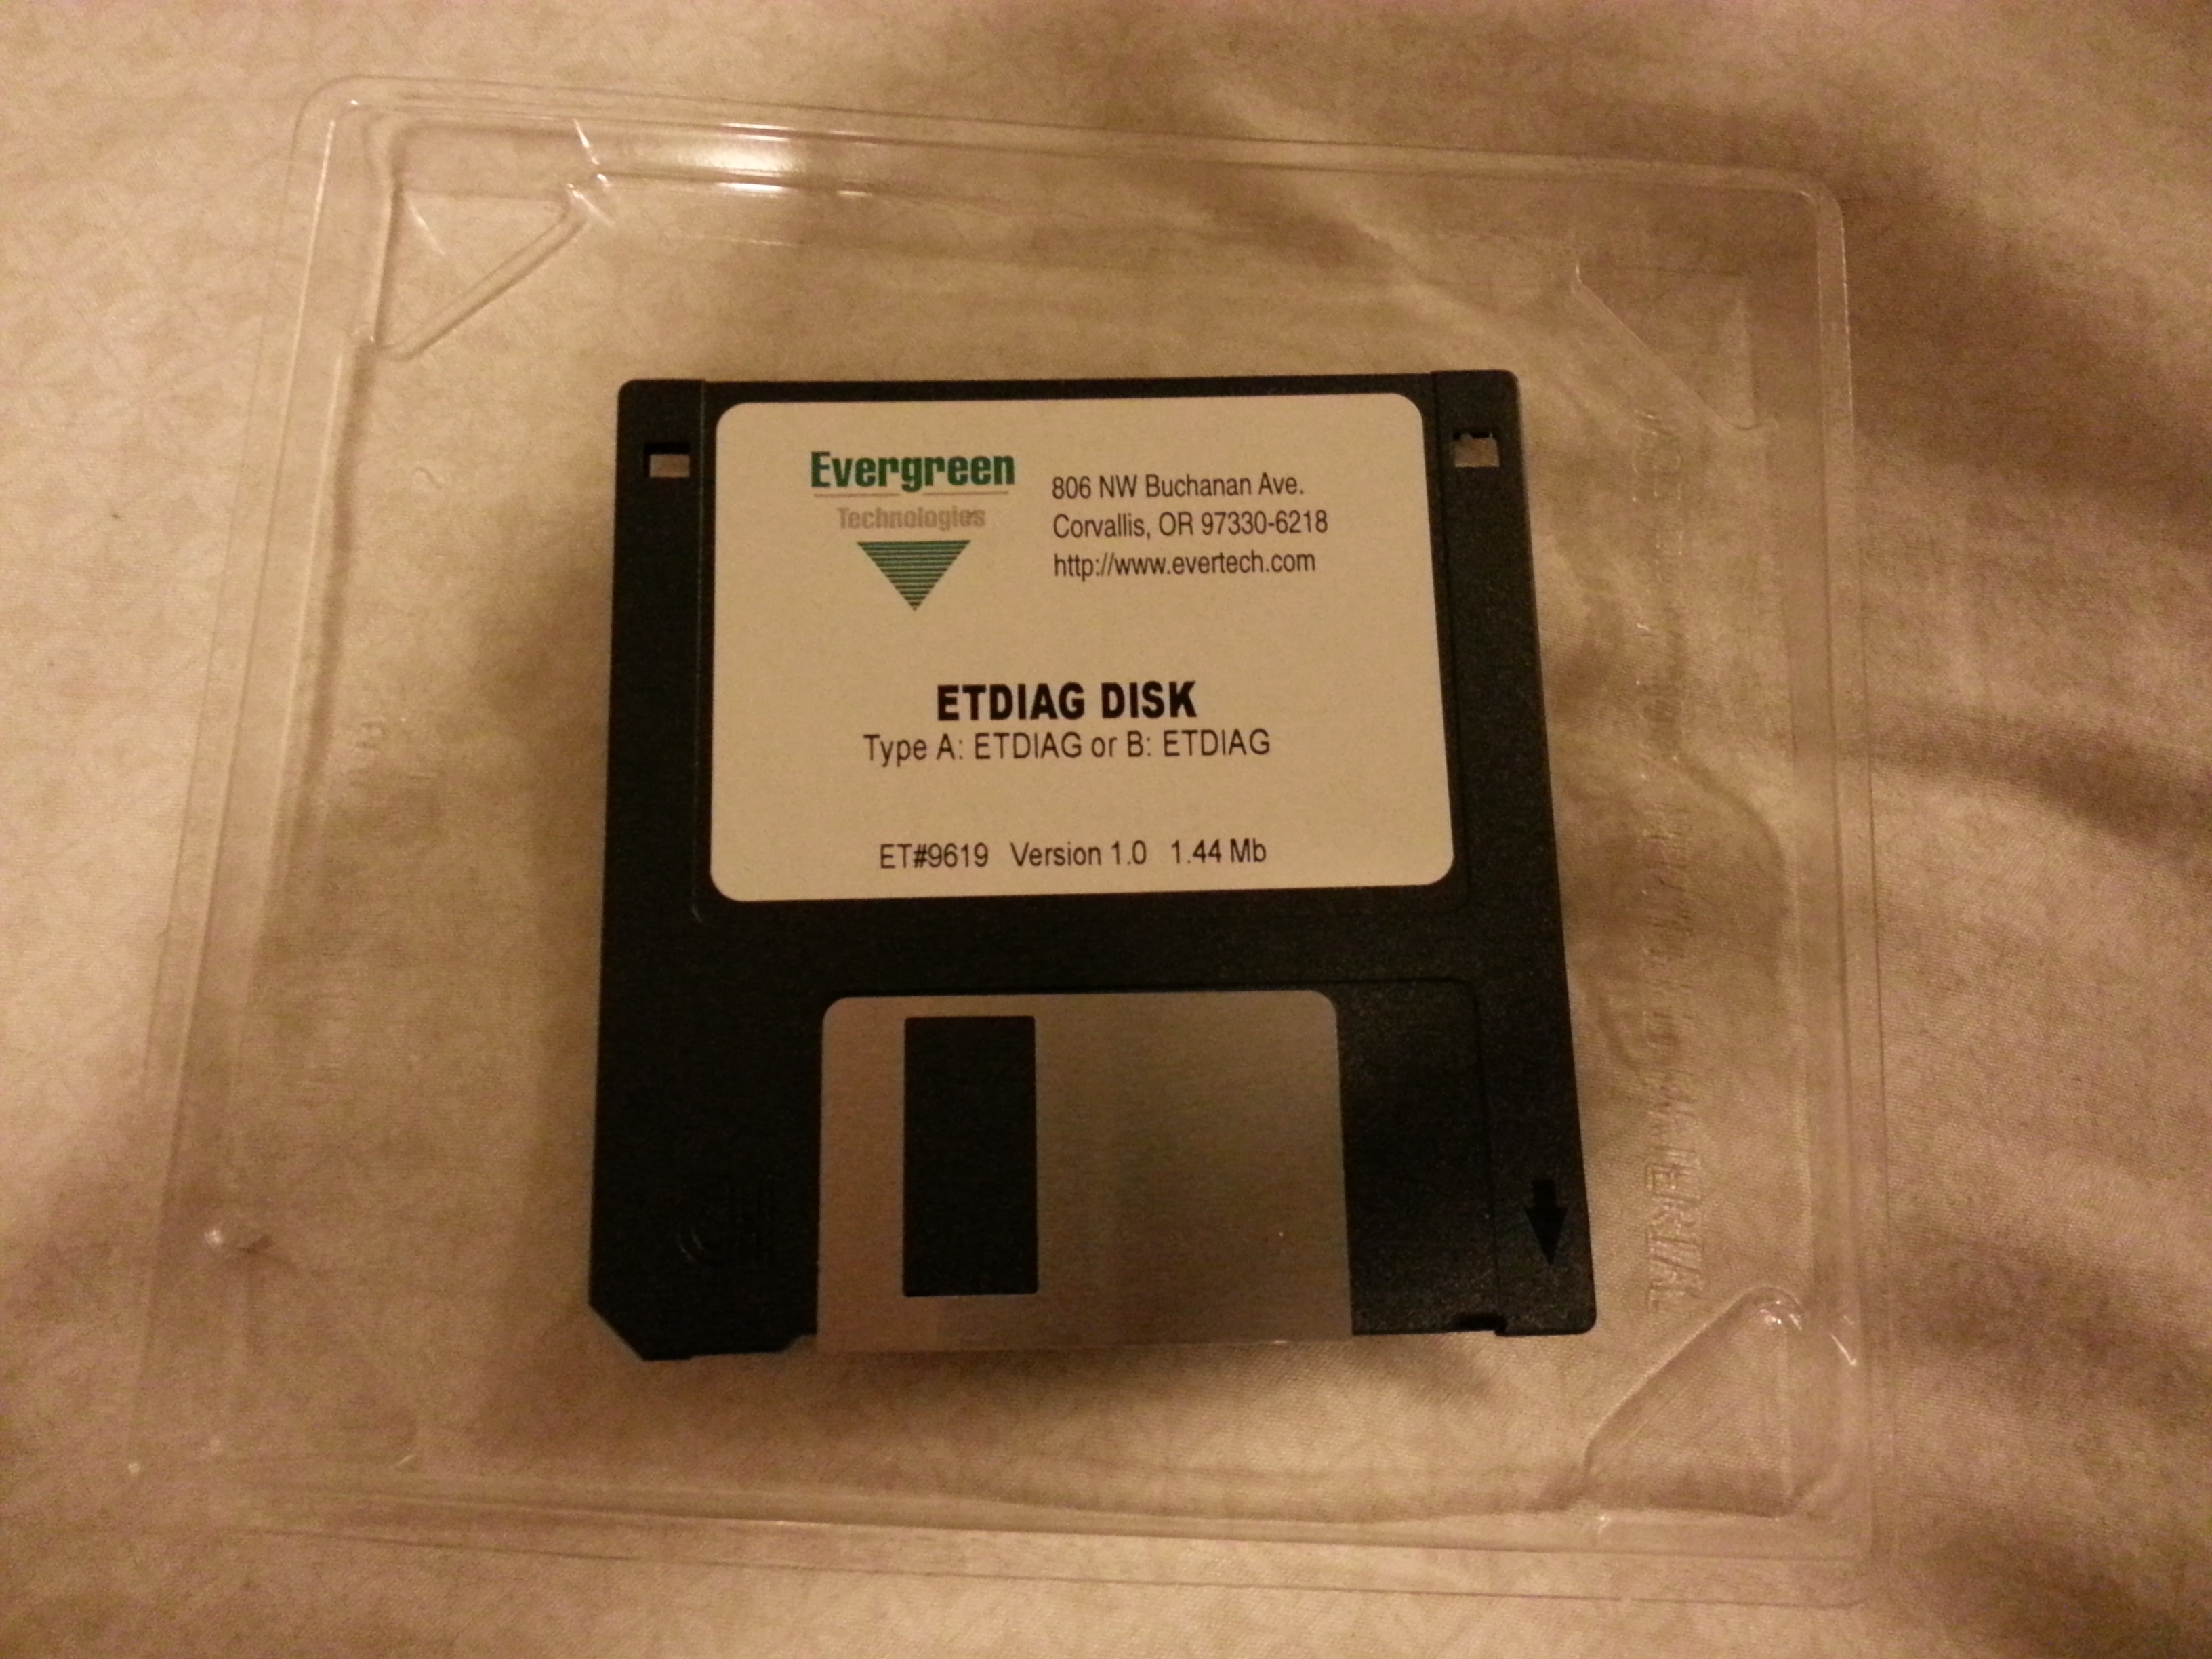 Evergreen
Technologies
806 NW Buchanan Ave.
Corvallis, OR 97330-6218
http://www.evertech.com
ETDIAG DISK
Type A: ETDIAG or B: ETDIAG
ET#9619 Version 1.0 1.44 Mb
MATERIAL